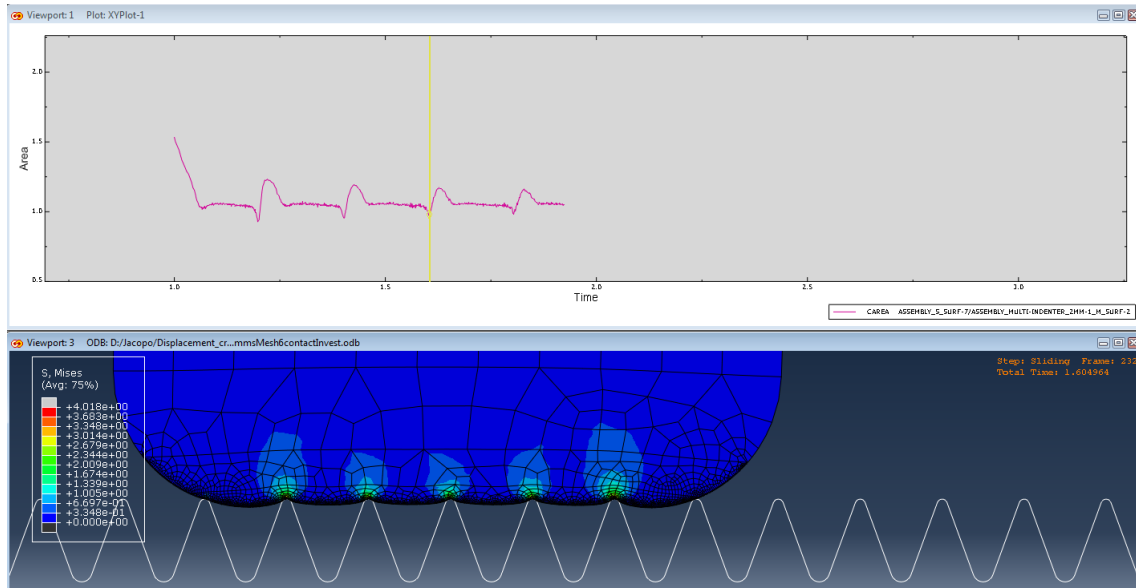 Viewport: 1 Plot: XYPlot-1
2.0
1.5
1.0
0.5
Area
1.0 1.5 2.0 2.5 3.0
Time
CAREA ASSEMBLY_S_SURF-7/ASSEMBLY_MULTI-INDENTER_2MM-1_M_SURF-2
Viewport: 3 ODB: D:/Jacopo/Displacement_cr...mmsMesh6contactInvest.odb
S, Mises
(Avg: 75%)
+4.018e+00
+3.683e+00
+3.348e+00
+3.014e+00
+2.679e+00
+2.344e+00
+2.009e+00
+1.674e+00
+1.339e+00
+1.005e+00
+6.697e-01
+3.348e-01
+0.000e+00
Step: Sliding Frame: 232
Total Time: 1.604964